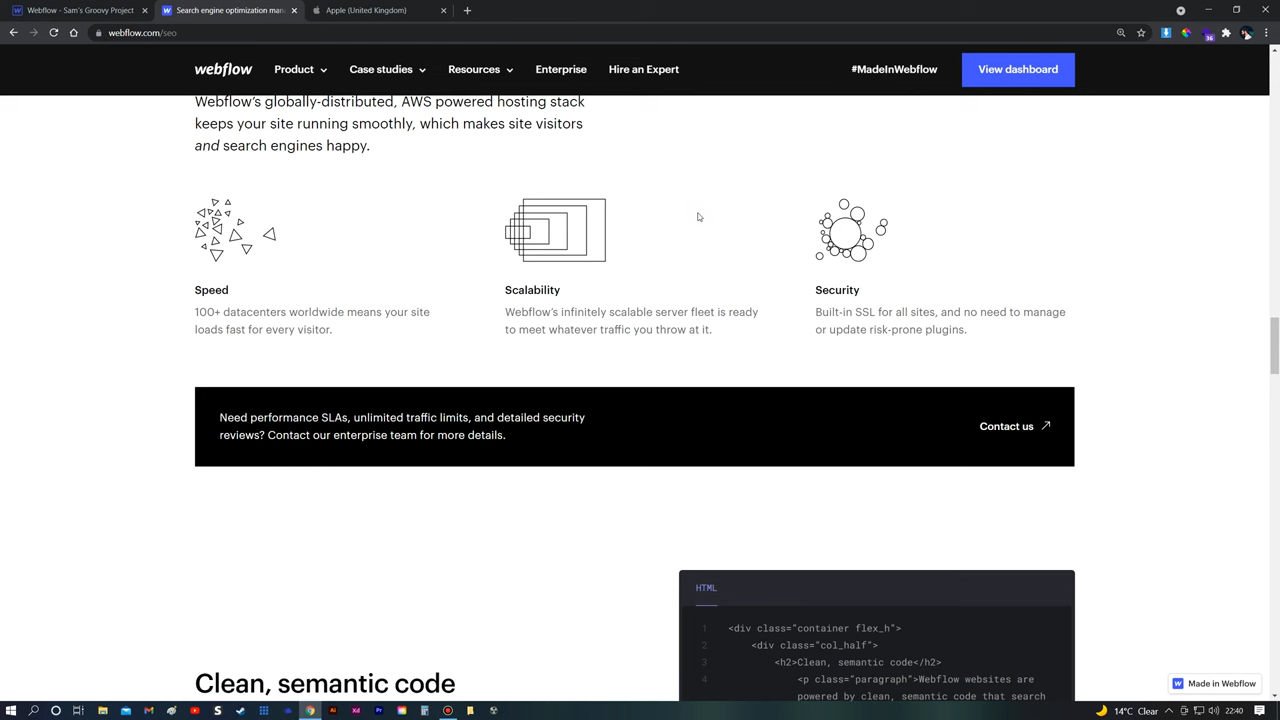 Webflow - Sam's Groovy Project
Search engine optimization man
Apple (United Kingdom)
webflow.com/seo
36
webflow
Product
Case studies
Resources
Enterprise
Hire an Expert
#MadeInWebflow
View dashboard
Webflow's globally-distributed, AWS powered hosting stack
keeps your site running smoothly, which makes site visitors
and search engines happy.
Speed
100+ datacenters worldwide means your site
loads fast for every visitor.
Scalability
Webflow's infinitely scalable server fleet is ready
to meet whatever traffic you throw at it.
Security
Built-in SSL for all sites, and no need to manage
or update risk-prone plugins.
Need performance SLAs, unlimited traffic limits, and detailed security
reviews? Contact our enterprise team for more details.
Contact us
HTML
1 <div class="container flex_h">
2 <div class="col_half">
3 <h2>Clean, semantic code</h2>
4 <p class="paragraph">Webflow websites are
powered by clean, semantic code that search
Clean, semantic code
Made in Webflow
14°C Clear
22:40